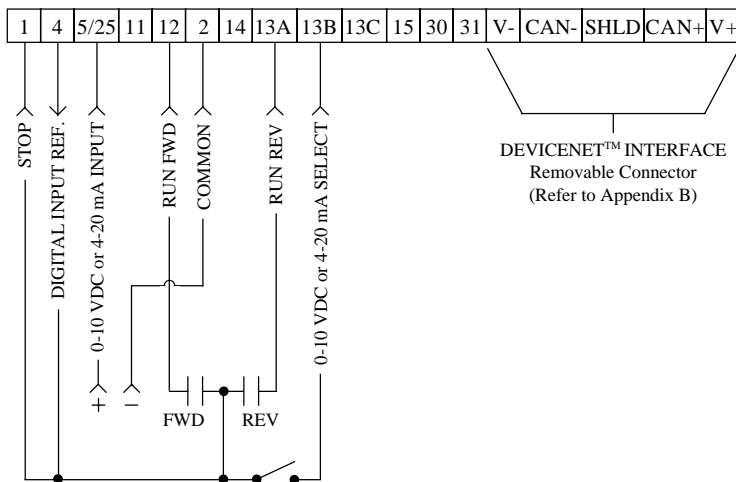 1 4 5/25 11 12 2 14 13A 13B 13C 15 30 31 V- CAN- SHLD CAN+ V+
STOP
DIGITAL INPUT REF.
0-10 VDC or 4-20 mA INPUT
RUN FWD
COMMON
RUN REV
0-10 VDC or 4-20 mA SELECT
DEVICENET™ INTERFACE
Removable Connector
(Refer to Appendix B)
+ −
FWD REV